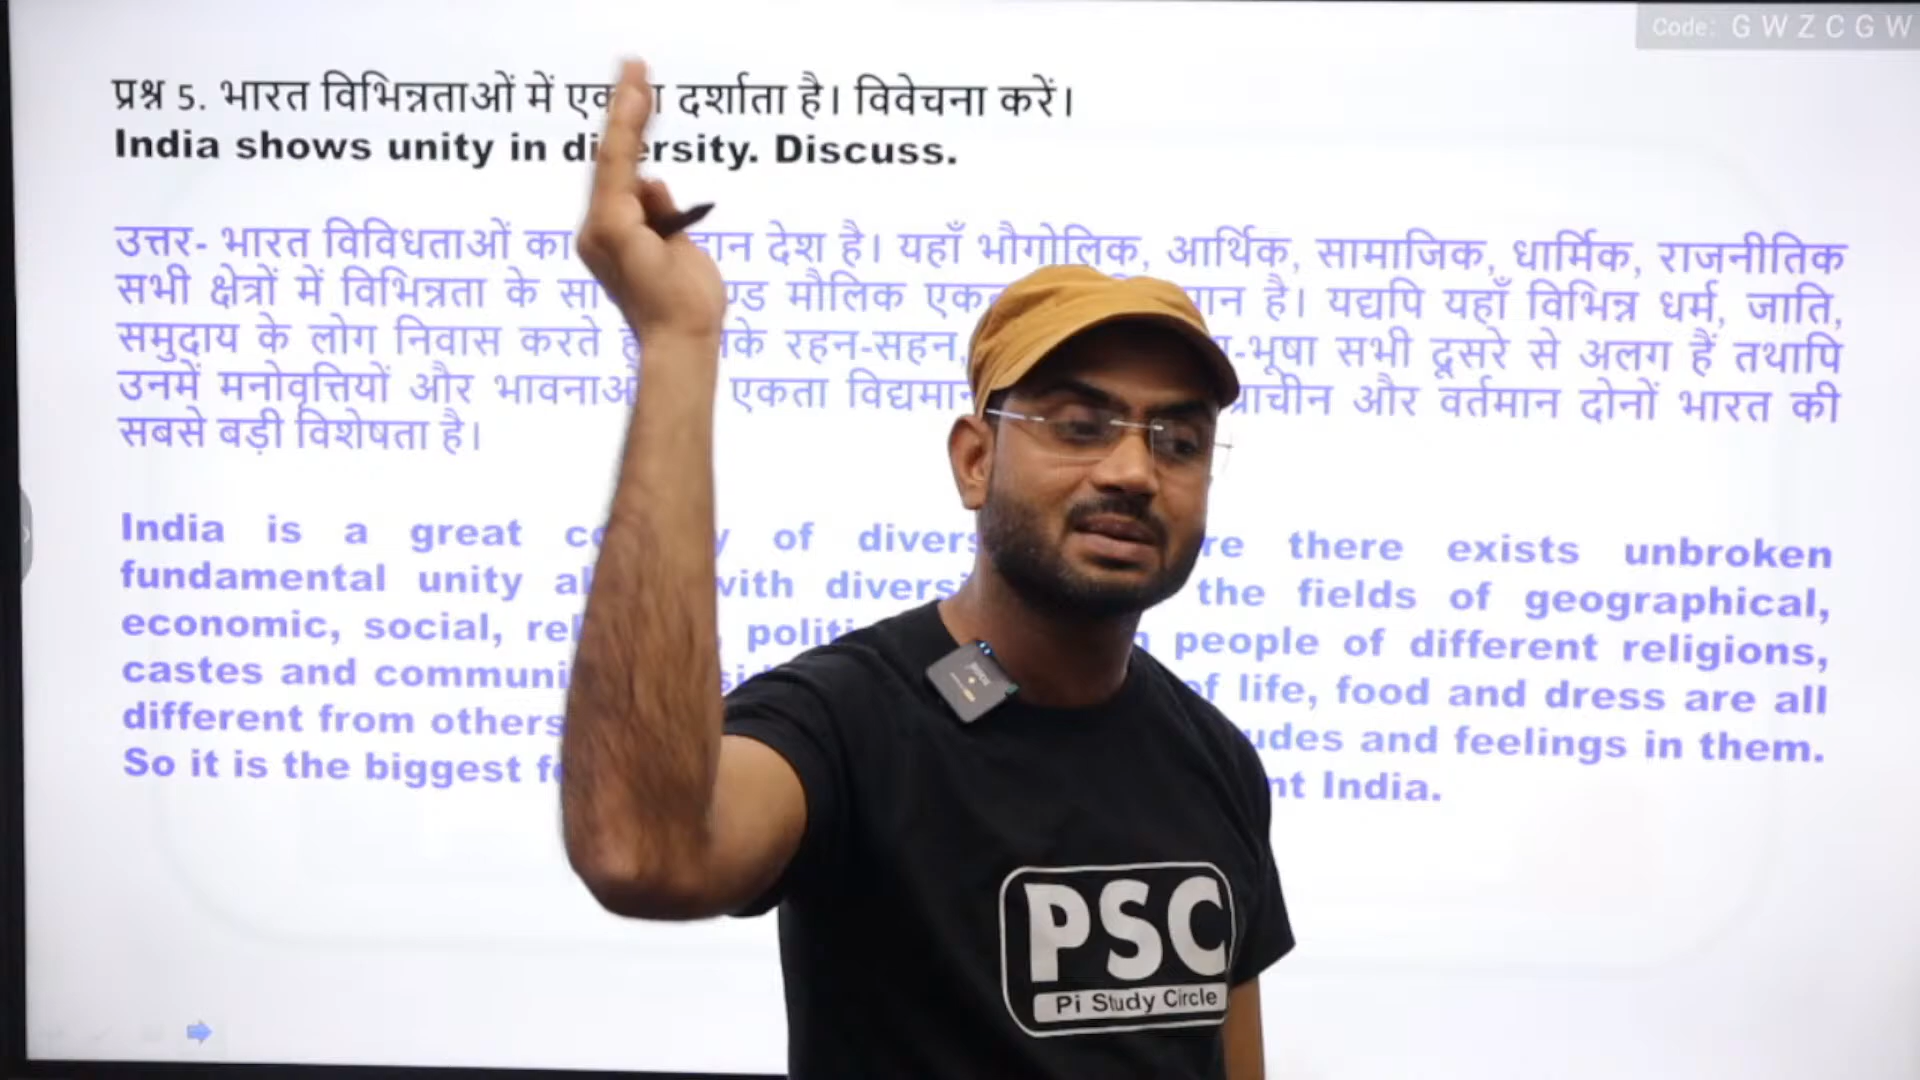 Code: G W Z C G W
प्रश्न 5. भारत विभिन्नताओं में दर्शाता है। विवेचना करें।
India shows unity in diversity. Discuss.
उत्तर- भारत विविधताओं का देश है। यहाँ भौगोलिक, आर्थिक, सामाजिक, धार्मिक, राजनीतिक
सभी क्षेत्रों में विभिन्नता के मौलिक है। यद्यपि यहाँ विभिन्न धर्म, जाति,
समुदाय के लोग निवास करते रहन-सहन, सभी दूसरे से अलग हैं तथापि
उनमें मनोवृत्तियों और एकता प्राचीन और वर्तमान दोनों भारत की
सबसे बड़ी विशेषता है।
India is a great of there exists unbroken
fundamental unity with the fields of geographical,
economic, social, people of different religions,
castes and of life, food and dress are all
different from others and feelings in them.
So it is the biggest India.
PSC
Pi Study Circle